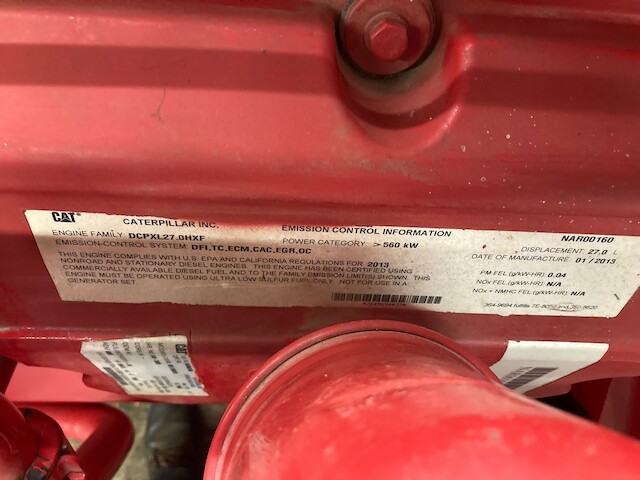 CAT
CATERPILLAR INC.
EMISSION CONTROL INFORMATION
NAR00160
ENGINE FAMILY: DCPXL27.0HXF
POWER CATEGORY: > 560 kW
DISPLACEMENT: 27.0 L
EMISSION-CONTROL SYSTEM: DFI,TC,ECM,CAC,EGR,OC
DATE OF MANUFACTURE: 01/2013
THIS ENGINE COMPLIES WITH U.S. EPA AND CALIFORNIA REGULATIONS FOR 2013
NONROAD AND STATIONARY DIESEL ENGINES. THIS ENGINE HAS BEEN CERTIFIED USING
COMMERCIALLY AVAILABLE DIESEL FUEL AND TO THE FAMILY EMISSION LIMIT(S) SHOWN. THIS
ENGINE MUST BE OPERATED USING ULTRA LOW SULFUR FUEL ONLY. NOT FOR USE IN A
GENERATOR SET.
PM FEL (g/kW-HR): 0.04
NOx FEL (g/kW-HR): N/A
NOx + NMHC FEL (g/kW-HR): N/A
364-9694 fulfills